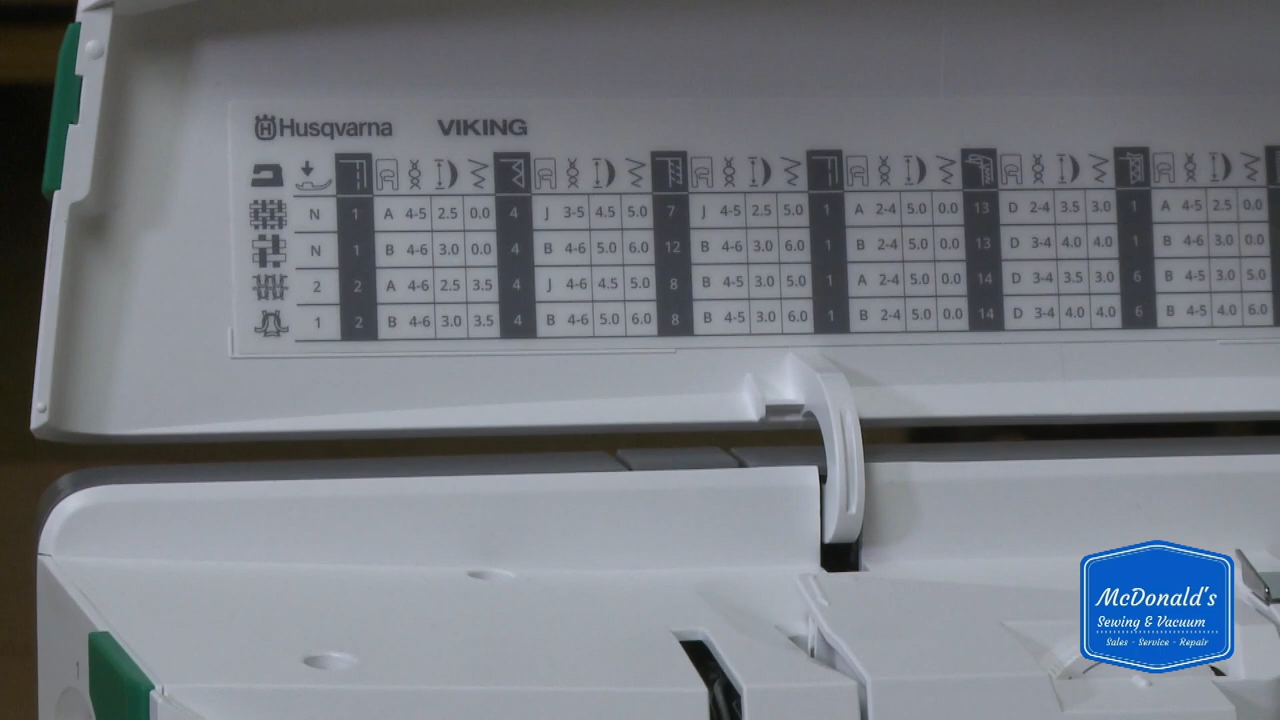 Husqvarna VIKING
N 1 A 4-5 2.5 0.0 4 J 3-5 4.5 5.0 7 J 4-5 2.5 5.0 1 A 2-4 5.0 0.0 13 D 2-4 3.5 3.0 1 A 4-5 2.5 0.0
N 1 B 4-6 3.0 0.0 4 B 4-6 5.0 6.0 12 B 4-6 3.0 6.0 1 B 2-4 5.0 0.0 13 D 3-4 4.0 4.0 1 B 4-6 3.0 0.0
2 2 A 4-6 2.5 3.5 4 J 4-6 4.5 5.0 8 B 4-5 3.0 5.0 1 A 2-4 5.0 0.0 14 D 3-4 3.5 3.0 6 B 4-5 3.0 5.0
1 2 B 4-6 3.0 3.5 4 B 4-6 5.0 6.0 8 B 4-5 3.0 6.0 1 B 2-4 5.0 0.0 14 D 3-4 4.0 4.0 6 B 4-5 4.0 6.0
McDonald's
Sewing & Vacuum
Sales - Service - Repair
1